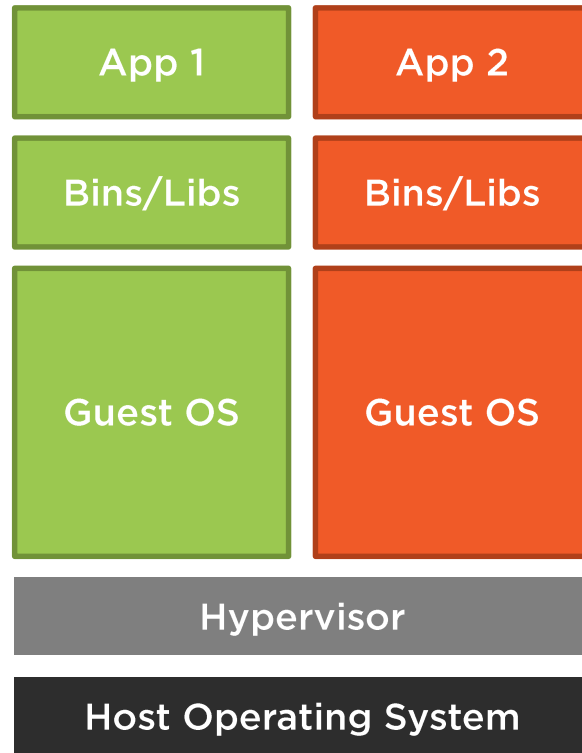 App 1
App 2
Bins/Libs
Bins/Libs
Guest OS
Guest OS
Hypervisor
Host Operating System